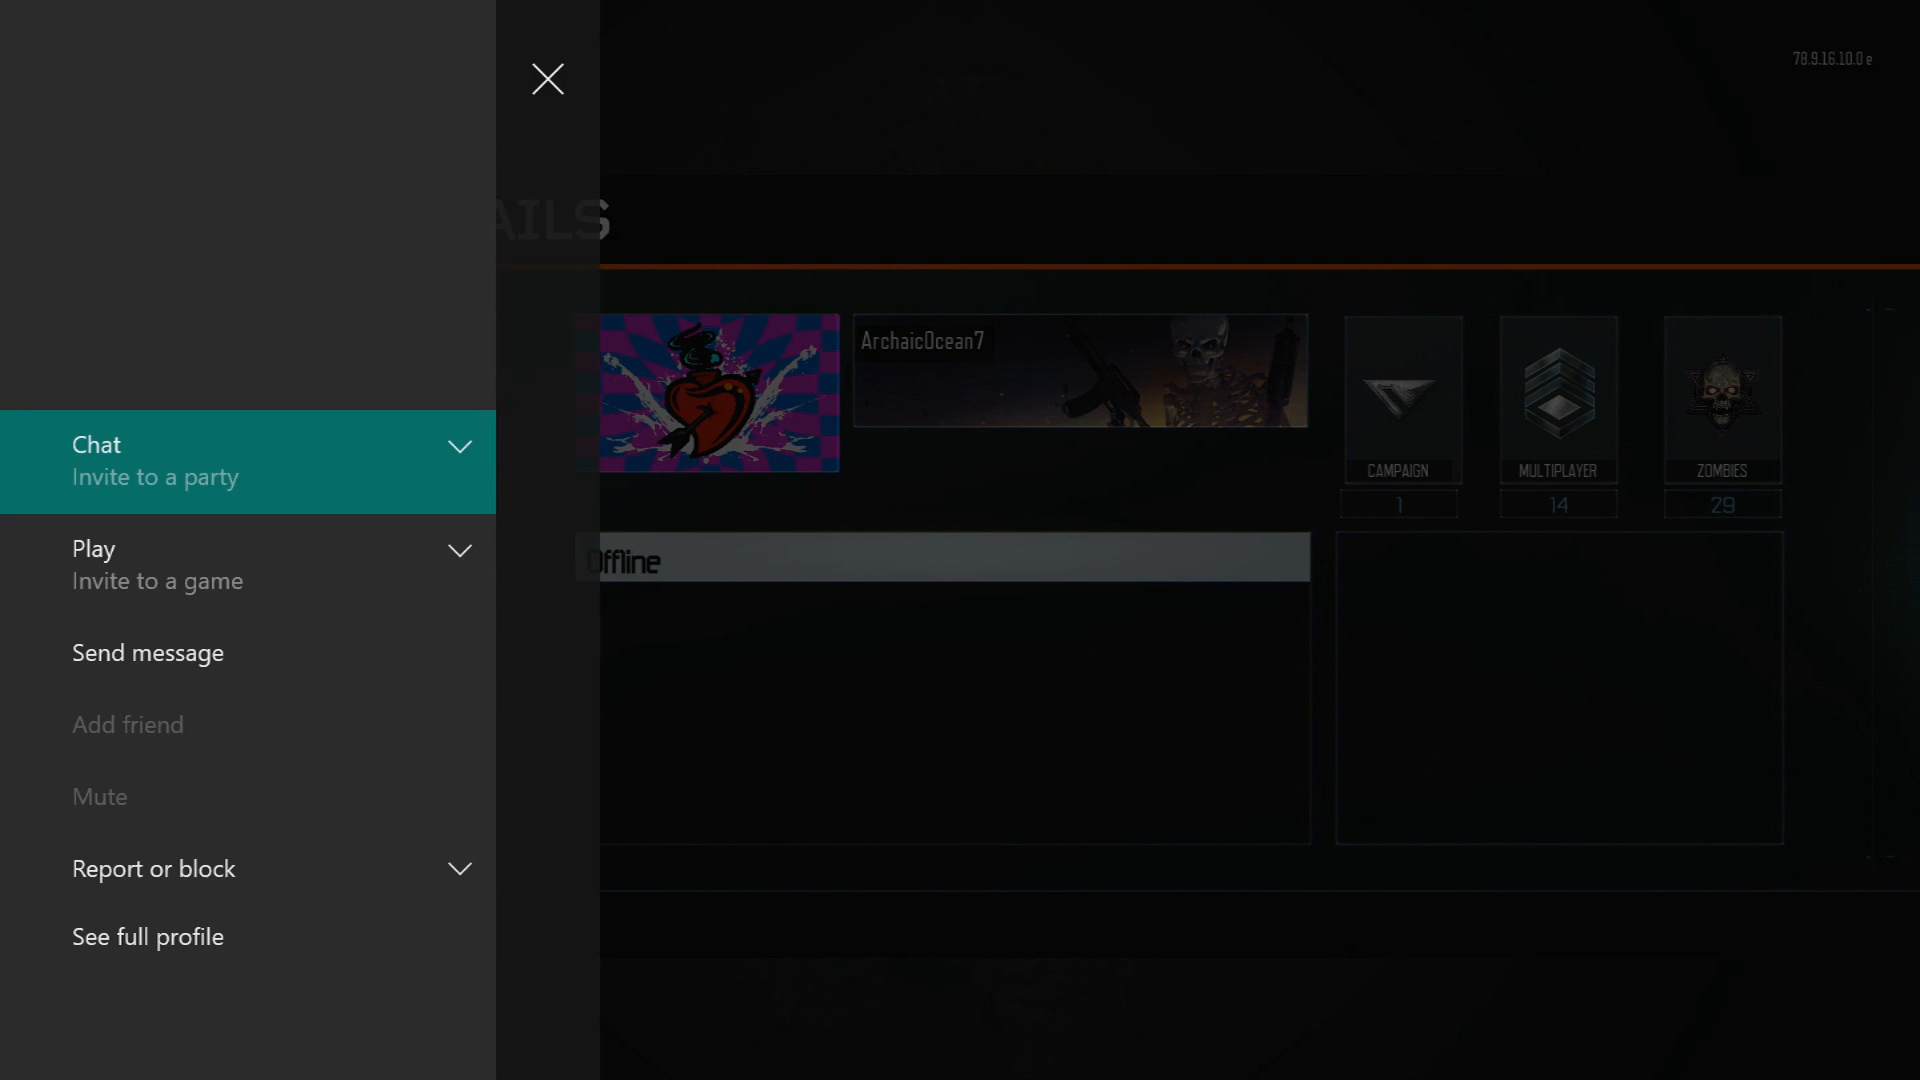 78.9.16.10.0 e
AILS
ArchaicOcean7
CAMPAIGN
MULTIPLAYER
ZOMBIES
1
14
29
Offline
Chat
Invite to a party
Play
Invite to a game
Send message
Add friend
Mute
Report or block
See full profile